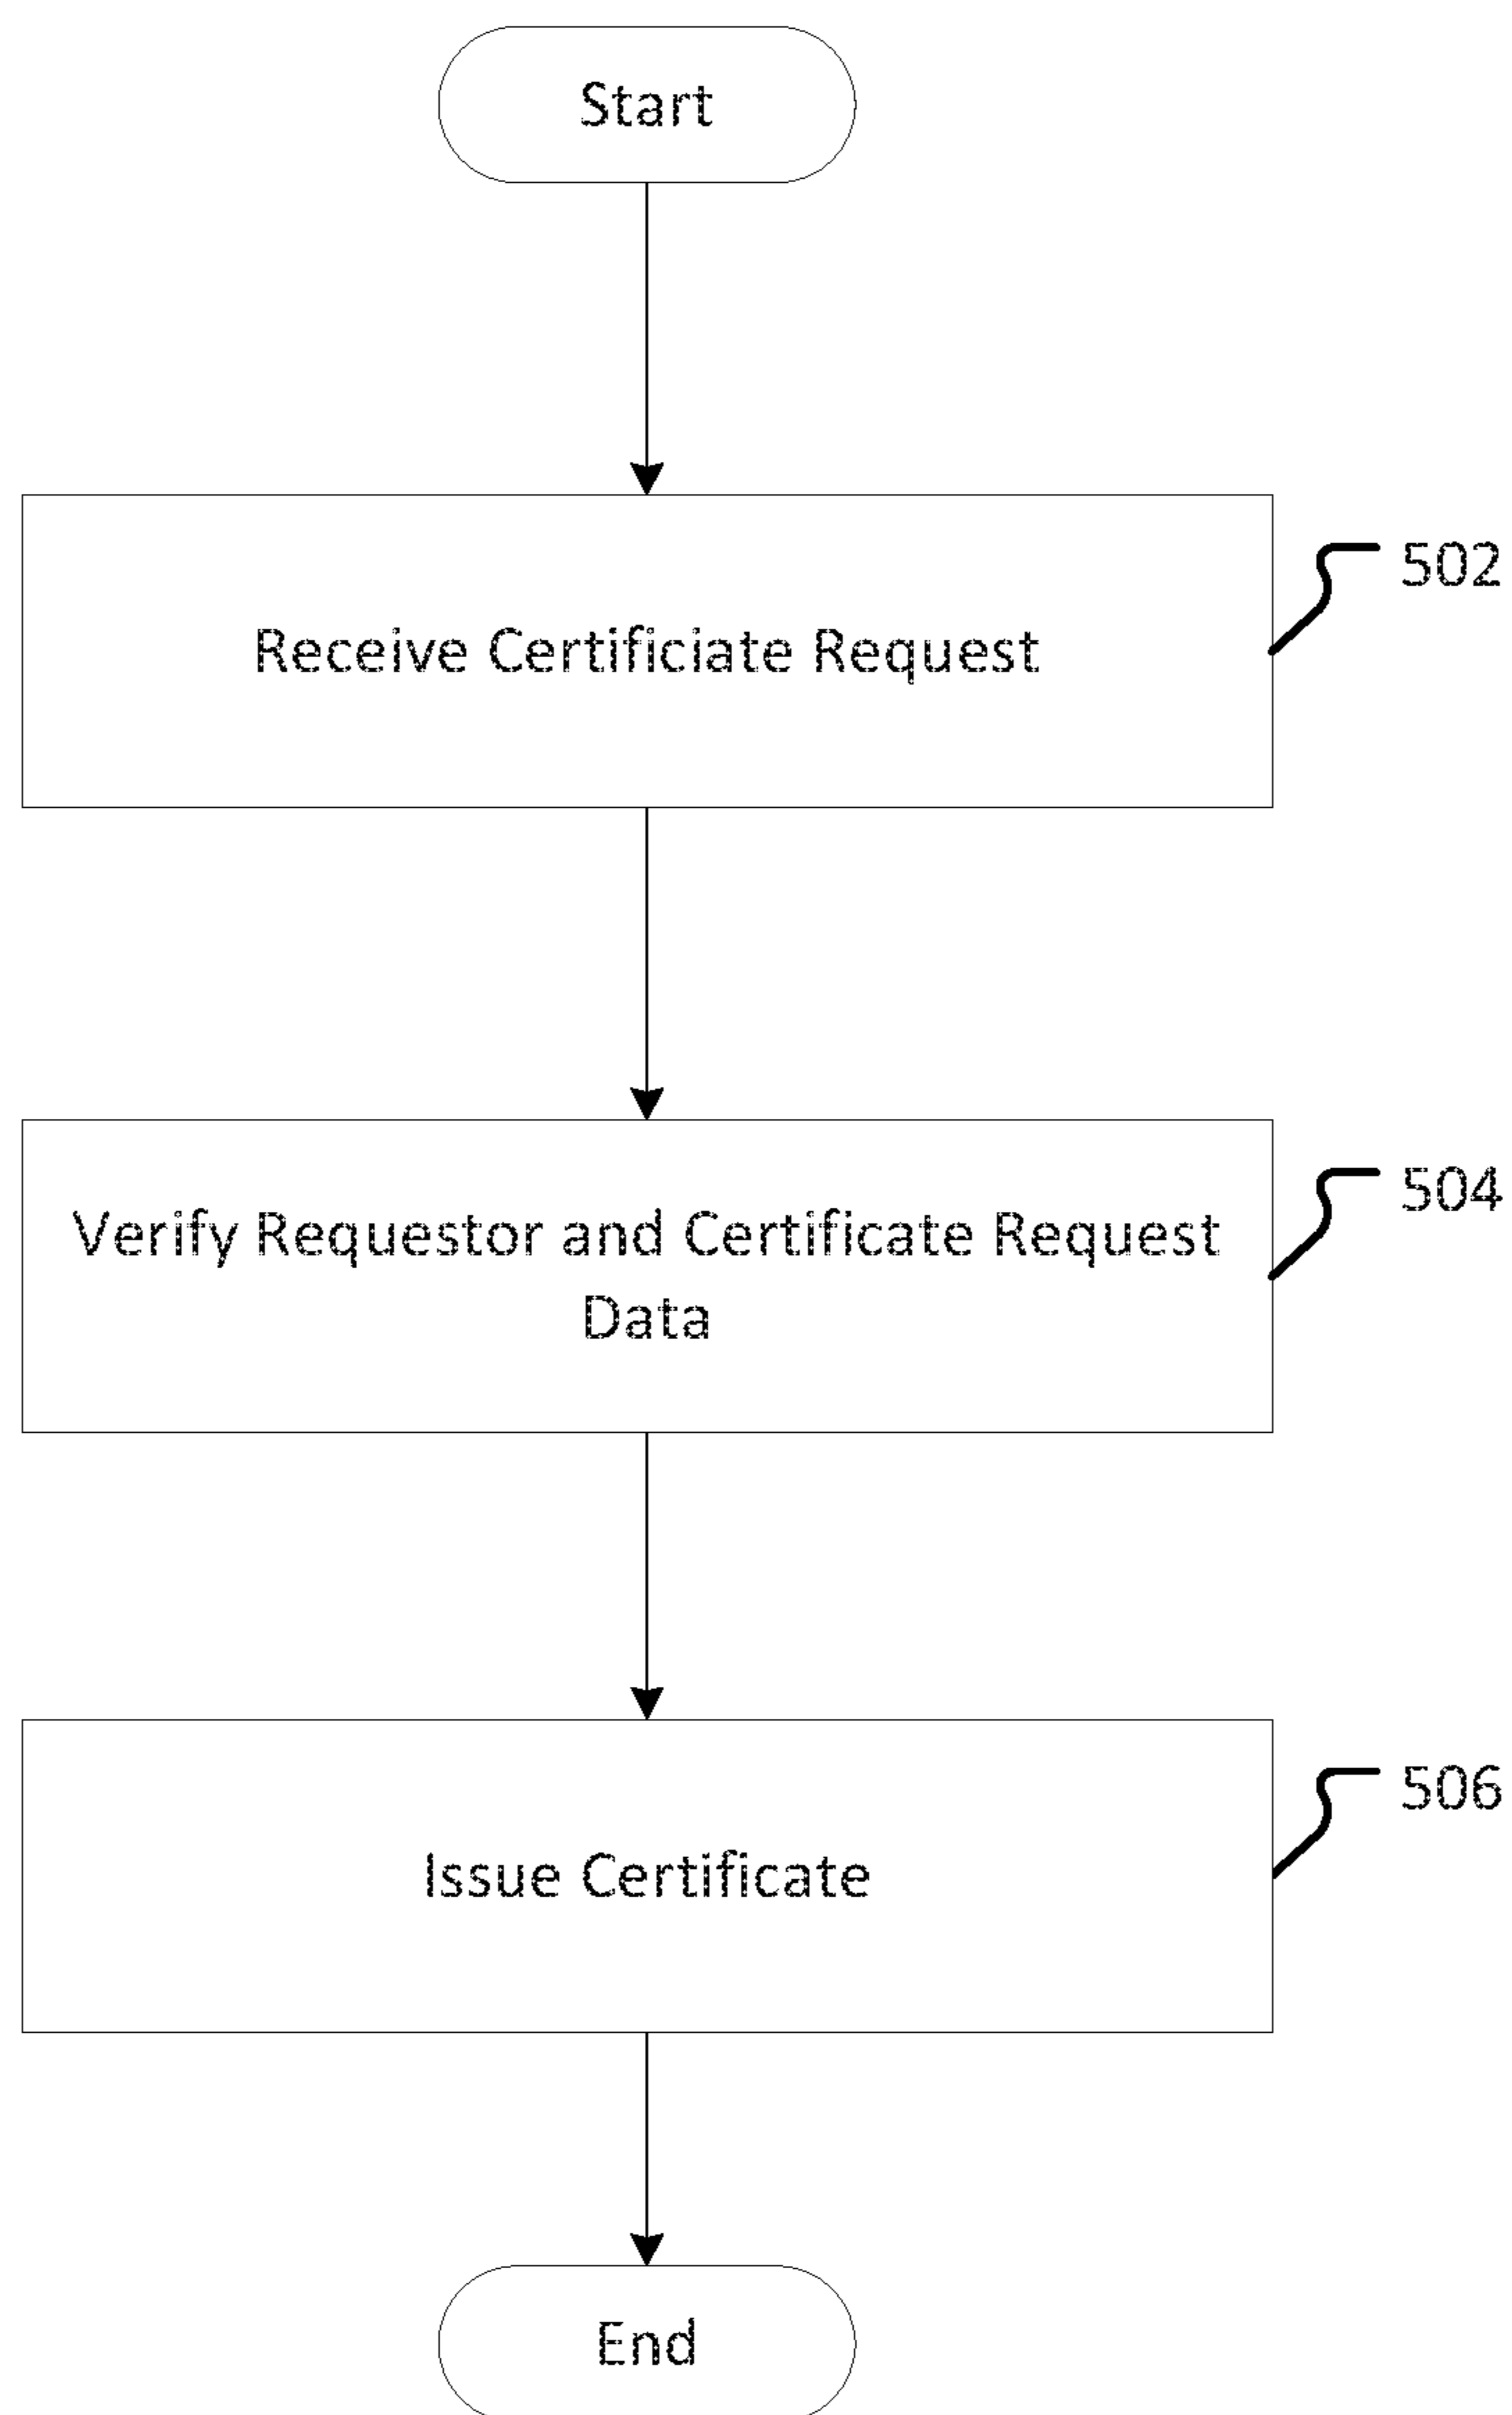 Start
502
Receive Certificiate Request
504
Verify Requestor and Certificate Request
Data
506
Issue Certificate
End